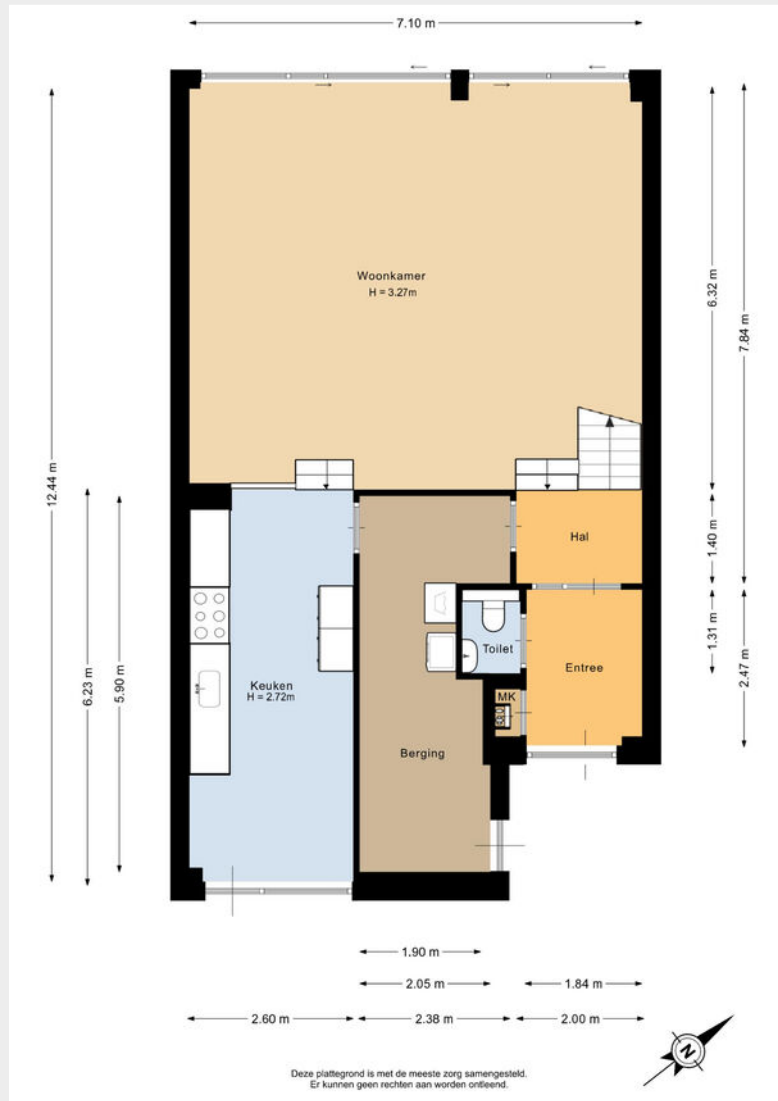 7.10 m
Woonkamer
H = 3.27m
12.44 m
6.32 m
7.84 m
Hal
1.40 m
Toilet
Entree
1.31 m
2.47 m
6.23 m
5.90 m
Keuken
H = 2.72m
MK
Berging
1.90 m
2.05 m
1.84 m
2.60 m
2.38 m
2.00 m
N
Deze plattegrond is met de meeste zorg samengesteld.
Er kunnen geen rechten aan worden ontleend.